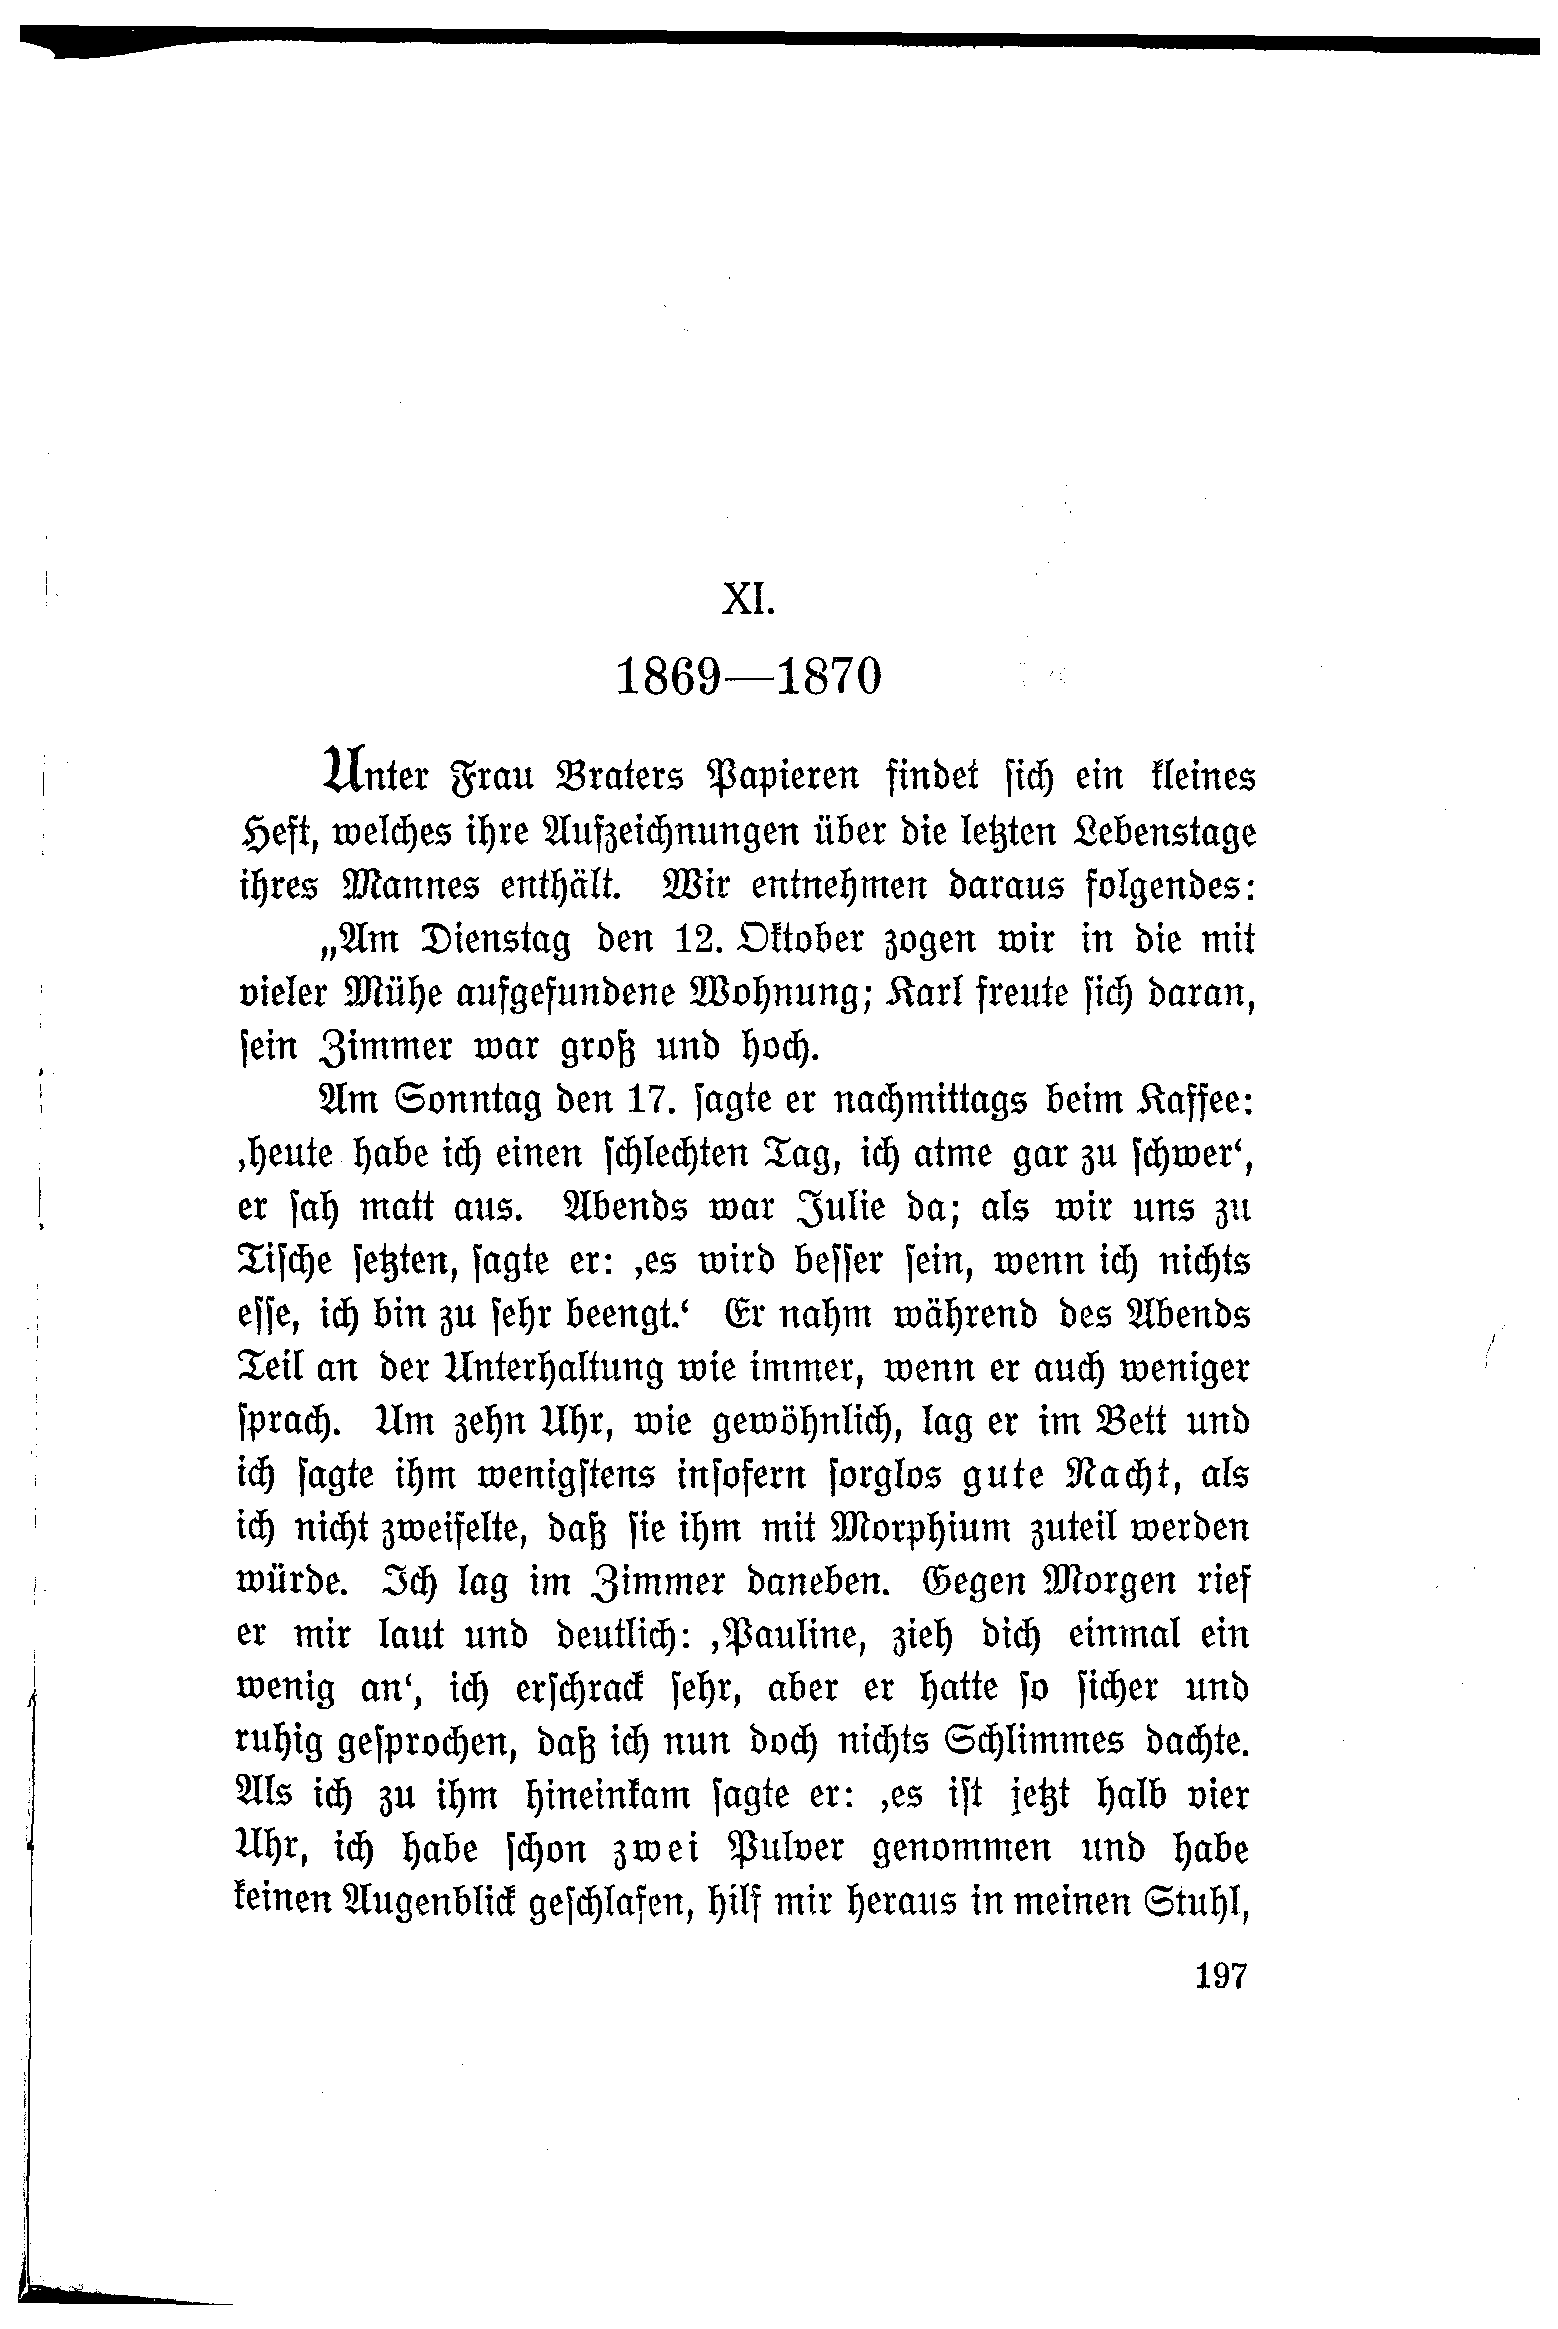 XI.
1869—1870
Unter Frau Braters Papieren findet sich ein kleines
Heft, welches ihre Aufzeichnungen über die letzten Lebenstage
ihres Mannes enthält. Wir entnehmen daraus folgendes:
„Am Dienstag den 12. Oktober zogen wir in die mit
vieler Mühe aufgefundene Wohnung; Karl freute sich daran,
sein Zimmer war groß und hoch.
Am Sonntag den 17. sagte er nachmittags beim Kaffee:
‚heute habe ich einen schlechten Tag, ich atme gar zu schwer‘,
er sah matt aus. Abends war Julie da; als wir uns zu
Tische setzten, sagte er: ‚es wird besser sein, wenn ich nichts
esse, ich bin zu sehr beengt.‘ Er nahm während des Abends
Teil an der Unterhaltung wie immer, wenn er auch weniger
sprach. Um zehn Uhr, wie gewöhnlich, lag er im Bett und
ich sagte ihm wenigstens insofern sorglos gute Nacht, als
ich nicht zweifelte, daß sie ihm mit Morphium zuteil werden
würde. Ich lag im Zimmer daneben. Gegen Morgen rief
er mir laut und deutlich: ‚Pauline, zieh dich einmal ein
wenig an‘, ich erschrack sehr, aber er hatte so sicher und
ruhig gesprochen, daß ich nun doch nichts Schlimmes dachte.
Als ich zu ihm hineinkam sagte er: ‚es ist jetzt halb vier
Uhr, ich habe schon zwei Pulver genommen und habe
keinen Augenblick geschlafen, hilf mir heraus in meinen Stuhl,
197